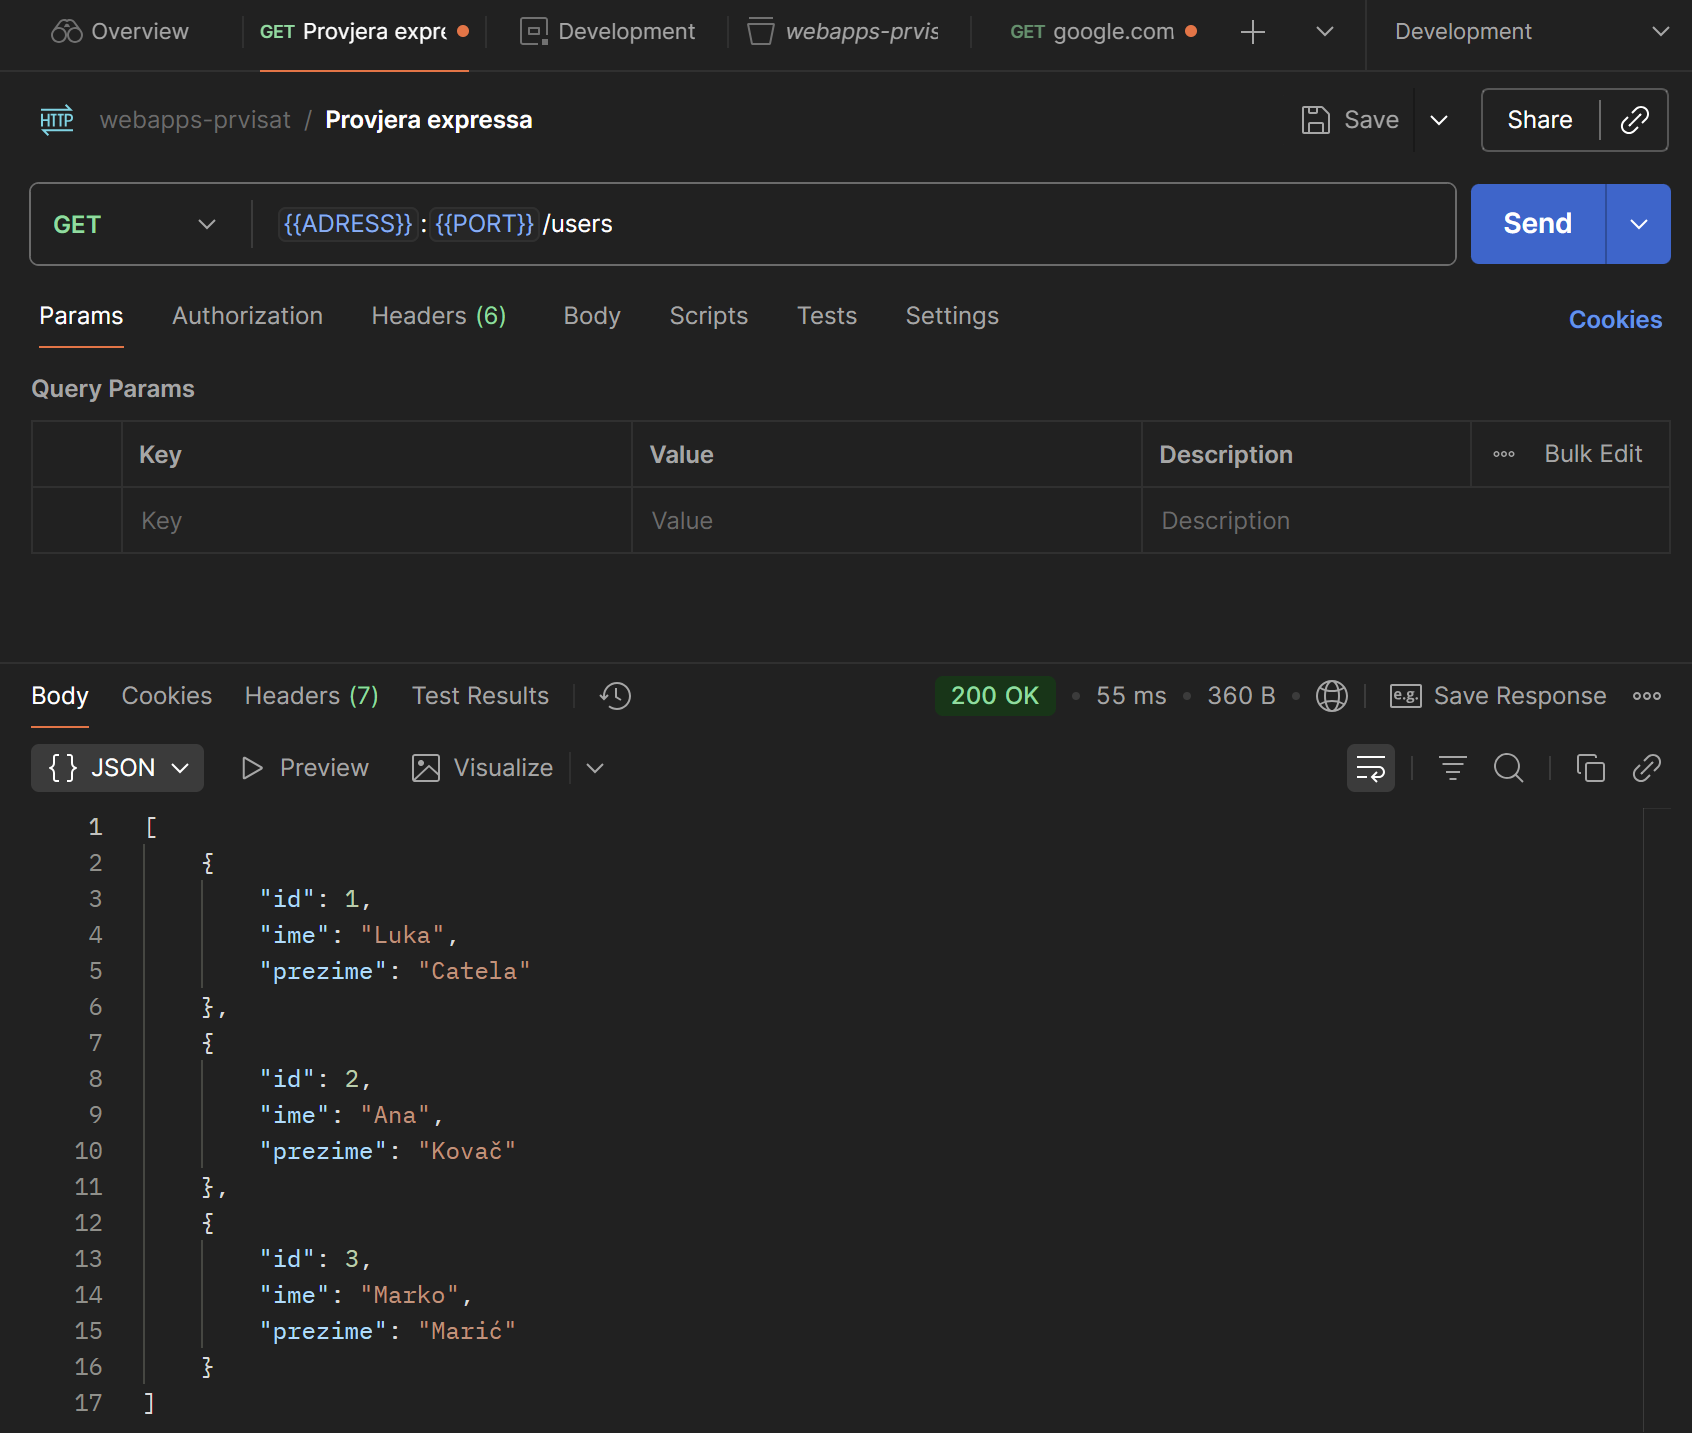 Overview
GET Provjera expre
Development
webapps-prvis
GET google.com
Development
HTTP webapps-prvisat / Provjera expressa
Save
Share
GET {{ADRESS}}:{{PORT}}/users
Send
Params Authorization Headers (6) Body Scripts Tests Settings
Cookies
Query Params
Key Value Description Bulk Edit
Key Value Description
Body Cookies Headers (7) Test Results
200 OK • 55 ms • 360 B •
e.g. Save Response
{} JSON Preview Visualize
1 [
2 {
3 "id": 1,
4 "ime": "Luka",
5 "prezime": "Catela"
6 },
7 {
8 "id": 2,
9 "ime": "Ana",
10 "prezime": "Kovač"
11 },
12 {
13 "id": 3,
14 "ime": "Marko",
15 "prezime": "Marić"
16 }
17 ]